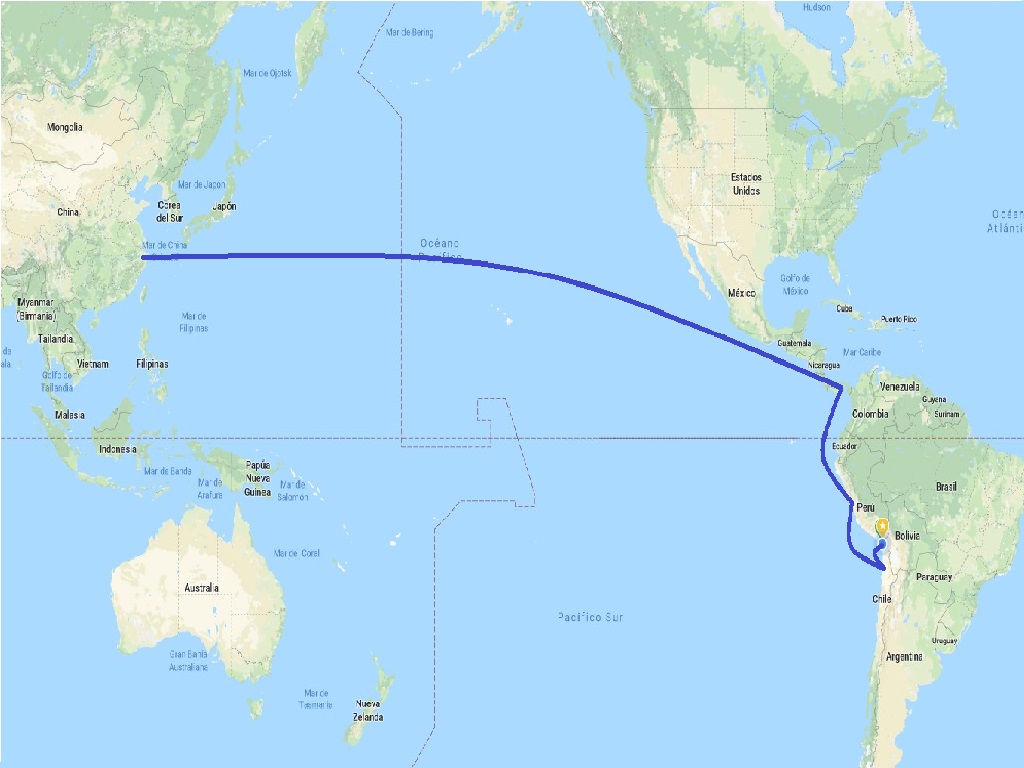 Hudson
Mar de Bering
Mar de Ojotsk
Mongolia
Mar de Japón
Corea
del Sur
Japón
China
Estados
Unidos
Océan
Atlánti
Mar de China
Océano
Pacífico
Golfo de
México
México
Myanmar
(Birmania)
Mar de
Filipinas
Cuba
Puerto Rico
Tailandia
Guatemala
Mar Caribe
Vietnam
Filipinas
Nicaragua
Golfo de
Tailandia
Venezuela
Guyana
Surinam
Malasia
Colombia
Indonesia
Ecuador
Mar de Banda
Papúa
Nueva
Guinea
Mar de
Arafura
Mar de
Salomón
Brasil
Perú
Bolivia
Mar del Coral
Australia
Paraguay
Chile
Pacífico Sur
Uruguay
Gran Bahía
Australiana
Argentina
Mar de
Tasmania
Nueva
Zelanda